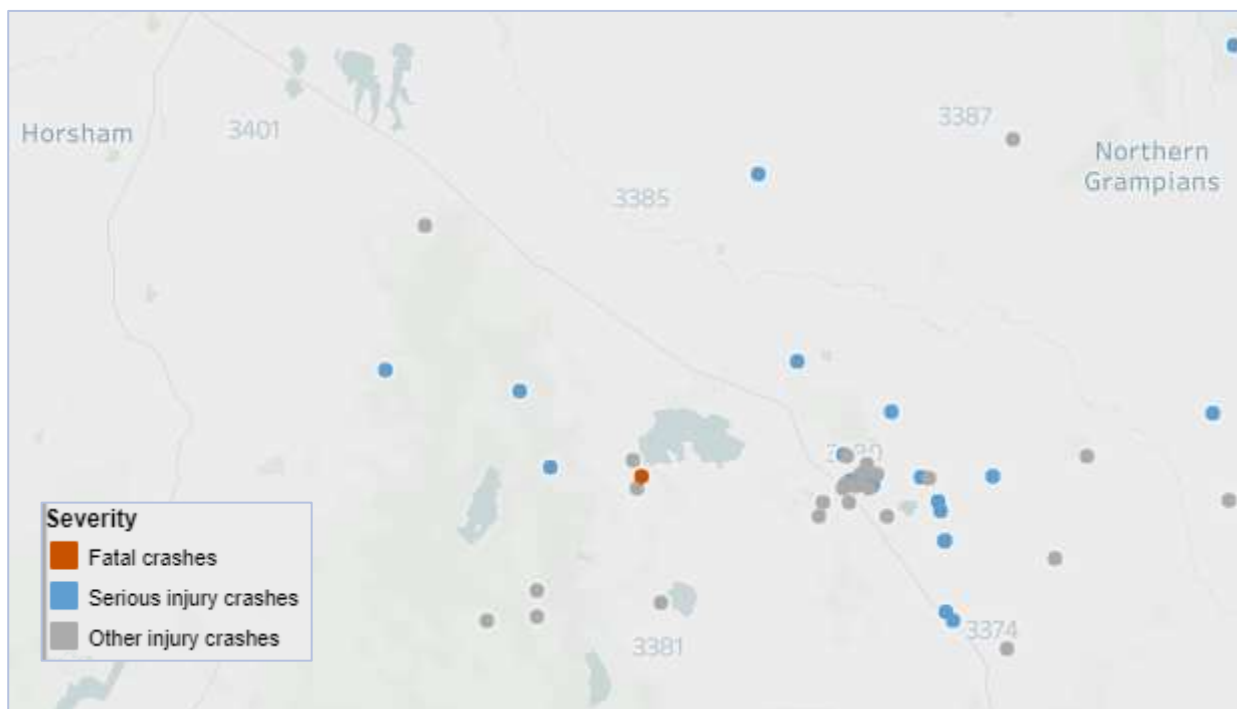 3387
Horsham
3401
Northern
Grampians
3385
Severity
Fatal crashes
Serious injury crashes
Other injury crashes
3374
3381